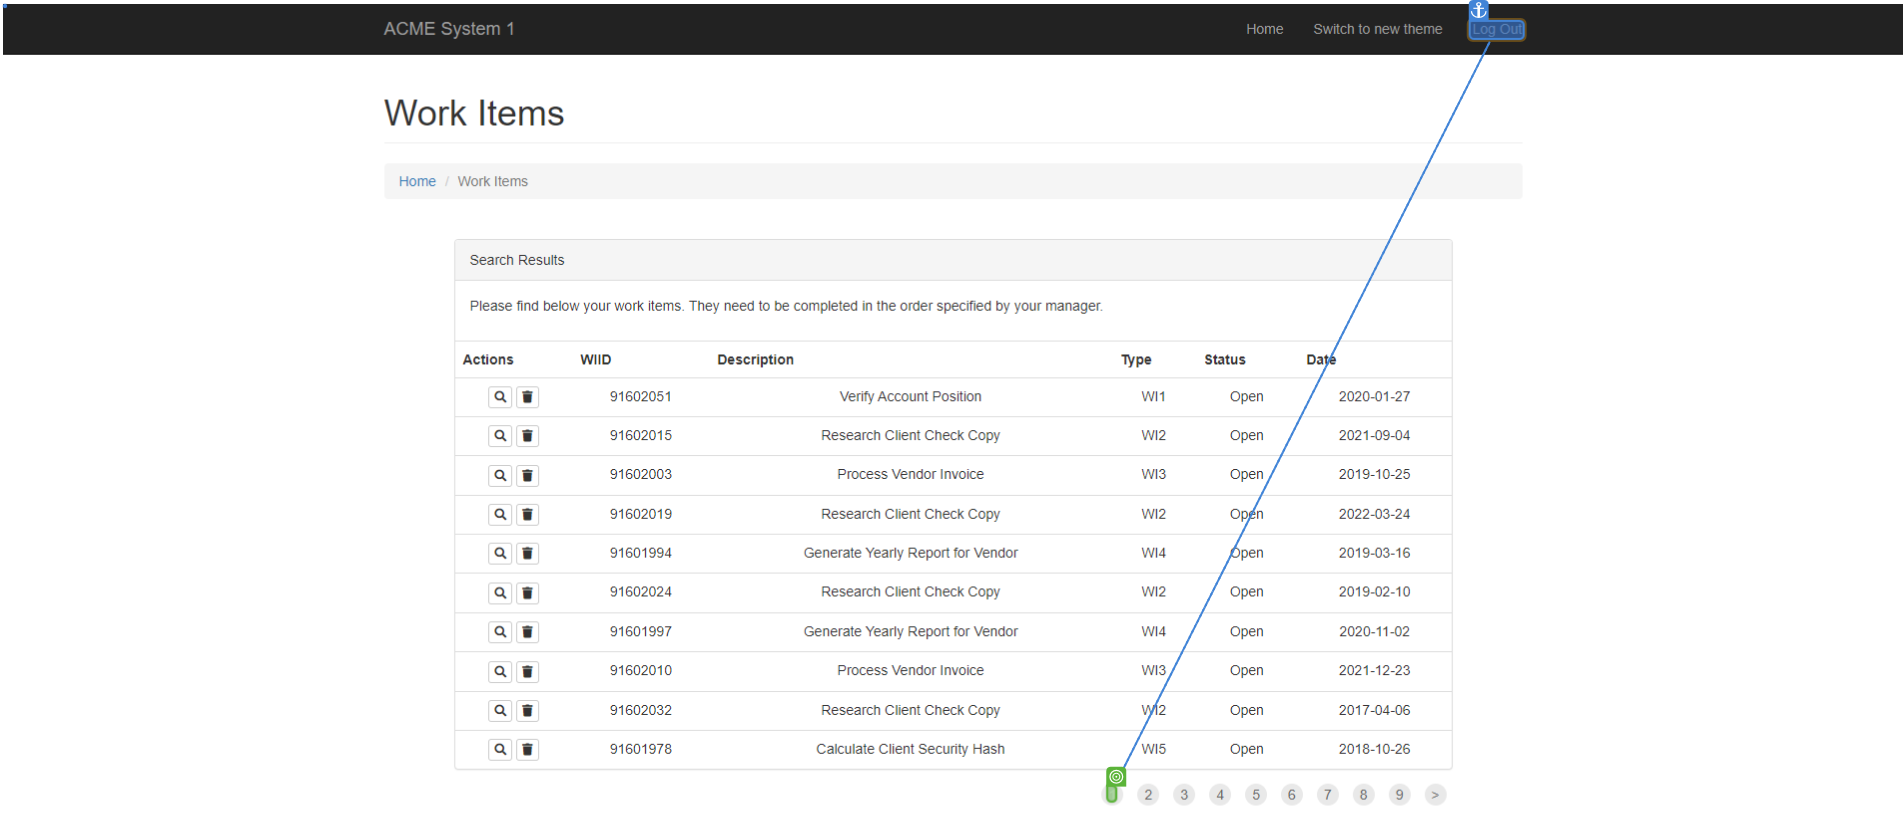 ACME System 1 Home Switch to new theme Log Out
Work Items
Home / Work Items
Search Results
Please find below your work items. They need to be completed in the order specified by your manager.
Actions WIID Description Type Status Date
91602051 Verify Account Position WI1 Open 2020-01-27
91602015 Research Client Check Copy WI2 Open 2021-09-04
91602003 Process Vendor Invoice WI3 Open 2019-10-25
91602019 Research Client Check Copy WI2 Open 2022-03-24
91601994 Generate Yearly Report for Vendor WI4 Open 2019-03-16
91602024 Research Client Check Copy WI2 Open 2019-02-10
91601997 Generate Yearly Report for Vendor WI4 Open 2020-11-02
91602010 Process Vendor Invoice WI3 Open 2021-12-23
91602032 Research Client Check Copy WI2 Open 2017-04-06
91601978 Calculate Client Security Hash WI5 Open 2018-10-26
2 3 4 5 6 7 8 9 >